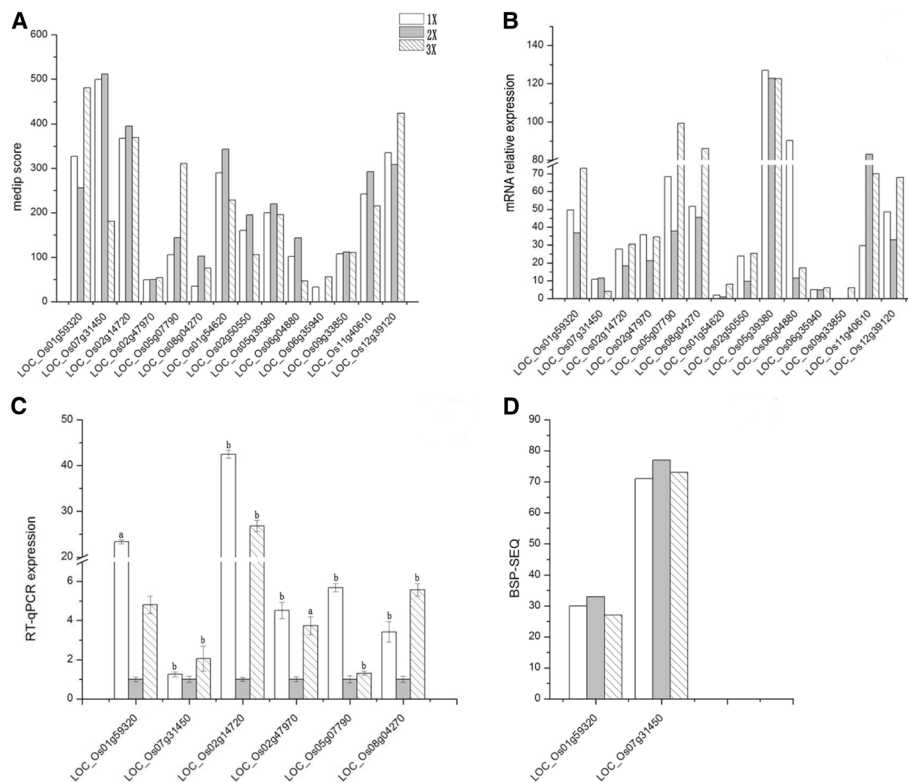 A
1X
2X
3X
600
500
400
300
200
100
0
medip score
LOC_Os01g59320
LOC_Os07g31450
LOC_Os02g14720
LOC_Os02g47970
LOC_Os05g07790
LOC_Os08g04270
LOC_Os01g54620
LOC_Os02g50550
LOC_Os05g39380
LOC_Os06g04880
LOC_Os06g35940
LOC_Os09g33850
LOC_Os11g40610
LOC_Os12g39120
B
140
120
100
80
80
70
60
50
40
30
20
10
0
mRNA relative expression
LOC_Os01g59320
LOC_Os07g31450
LOC_Os02g14720
LOC_Os02g47970
LOC_Os05g07790
LOC_Os08g04270
LOC_Os01g54620
LOC_Os02g50550
LOC_Os05g39380
LOC_Os06g04880
LOC_Os06g35940
LOC_Os09g33850
LOC_Os11g40610
LOC_Os12g39120
C
50
40
30
20
6
4
2
0
RT-qPCR expression
a
b
b
b
b
b
a
b
b
b
b
LOC_Os01g59320
LOC_Os07g31450
LOC_Os02g14720
LOC_Os02g47970
LOC_Os05g07790
LOC_Os08g04270
D
90
80
70
60
50
40
30
20
10
0
BSP-SEQ
LOC_Os01g59320
LOC_Os07g31450